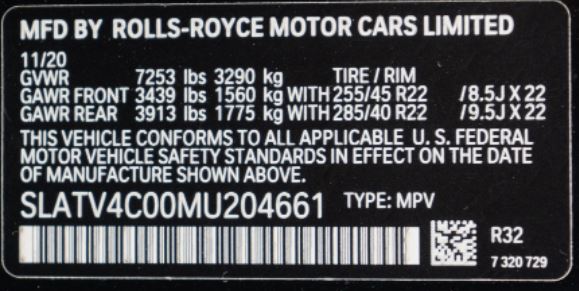 MFD BY ROLLS-ROYCE MOTOR CARS LIMITED
11/20
GVWR 7253 lbs 3290 kg TIRE / RIM
GAWR FRONT 3439 lbs 1560 kg WITH 255/45 R22 /8.5J X 22
GAWR REAR 3913 lbs 1775 kg WITH 285/40 R22 /9.5J X 22
THIS VEHICLE CONFORMS TO ALL APPLICABLE U. S. FEDERAL
MOTOR VEHICLE SAFETY STANDARDS IN EFFECT ON THE DATE
OF MANUFACTURE SHOWN ABOVE.
SLATV4C00MU204661 TYPE: MPV
R32
7 320 729